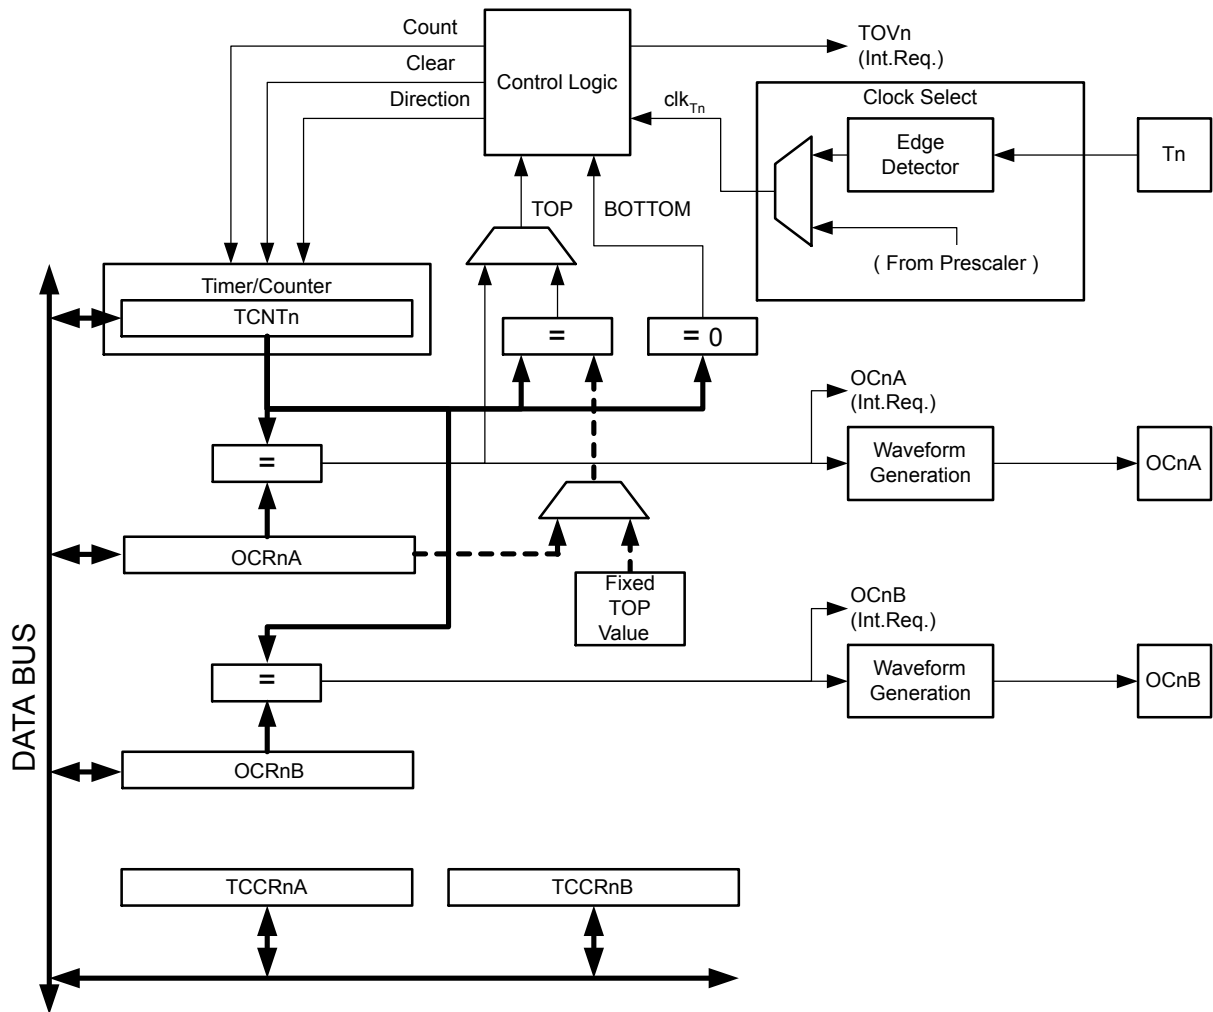 Count
TOVn
(Int.Req.)
Clear
Control Logic
Direction
clkTn
Clock Select
Edge
Detector
Tn
TOP
BOTTOM
( From Prescaler )
Timer/Counter
TCNTn
=
= 0
OCnA
(Int.Req.)
=
Waveform
Generation
OCnA
OCRnA
Fixed
TOP
Value
OCnB
(Int.Req.)
=
Waveform
Generation
OCnB
DATA BUS
OCRnB
TCCRnA
TCCRnB